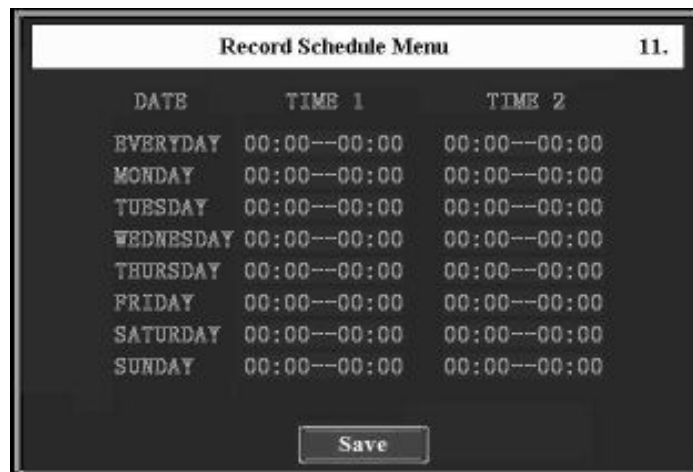 Record Schedule Menu 11.
DATE TIME 1 TIME 2
EVERYDAY 00:00--00:00 00:00--00:00
MONDAY 00:00--00:00 00:00--00:00
TUESDAY 00:00--00:00 00:00--00:00
WEDNESDAY 00:00--00:00 00:00--00:00
THURSDAY 00:00--00:00 00:00--00:00
FRIDAY 00:00--00:00 00:00--00:00
SATURDAY 00:00--00:00 00:00--00:00
SUNDAY 00:00--00:00 00:00--00:00
Save